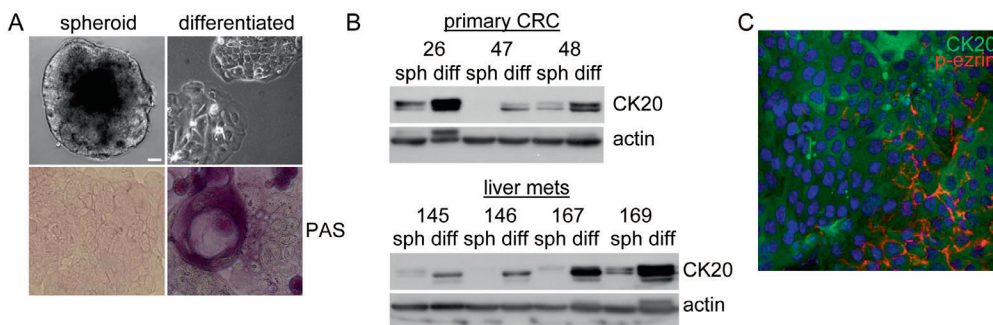 A
spheroid differentiated
PAS
B
primary CRC
26 47 48
sph diff sph diff sph diff
CK20
actin
liver mets
145 146 167 169
sph diff sph diff sph diff sph diff
CK20
actin
C
CK20
p-ezrin